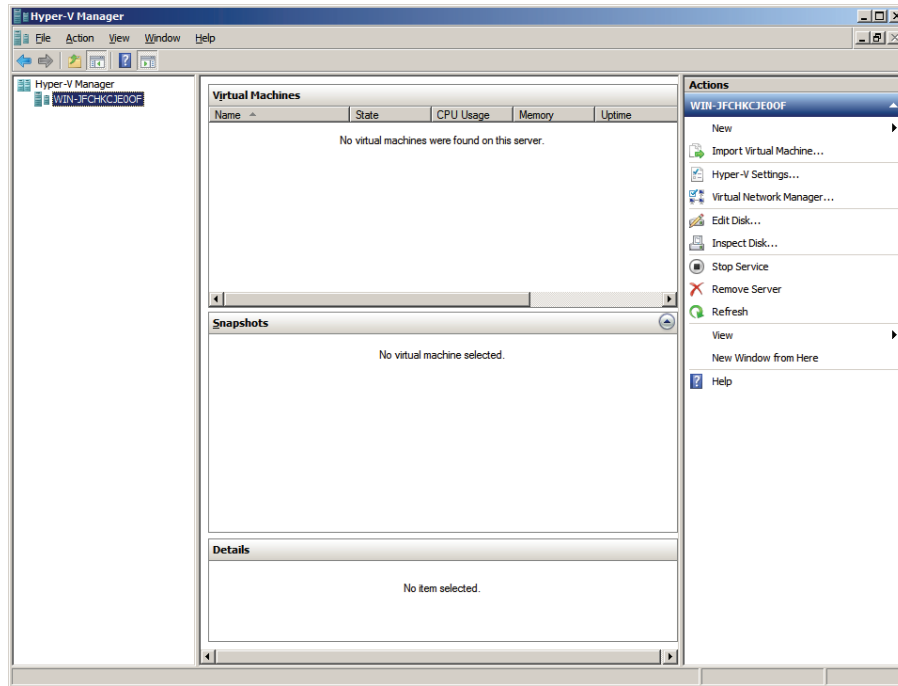 Hyper-V Manager
File Action View Window Help
Hyper-V Manager
WIN-JFCHKCJE0OF
Virtual Machines
Name State CPU Usage Memory Uptime
No virtual machines were found on this server.
Snapshots
No virtual machine selected.
Details
No item selected.
Actions
WIN-JFCHKCJE0OF
New
Import Virtual Machine...
Hyper-V Settings...
Virtual Network Manager...
Edit Disk...
Inspect Disk...
Stop Service
Remove Server
Refresh
View
New Window from Here
Help